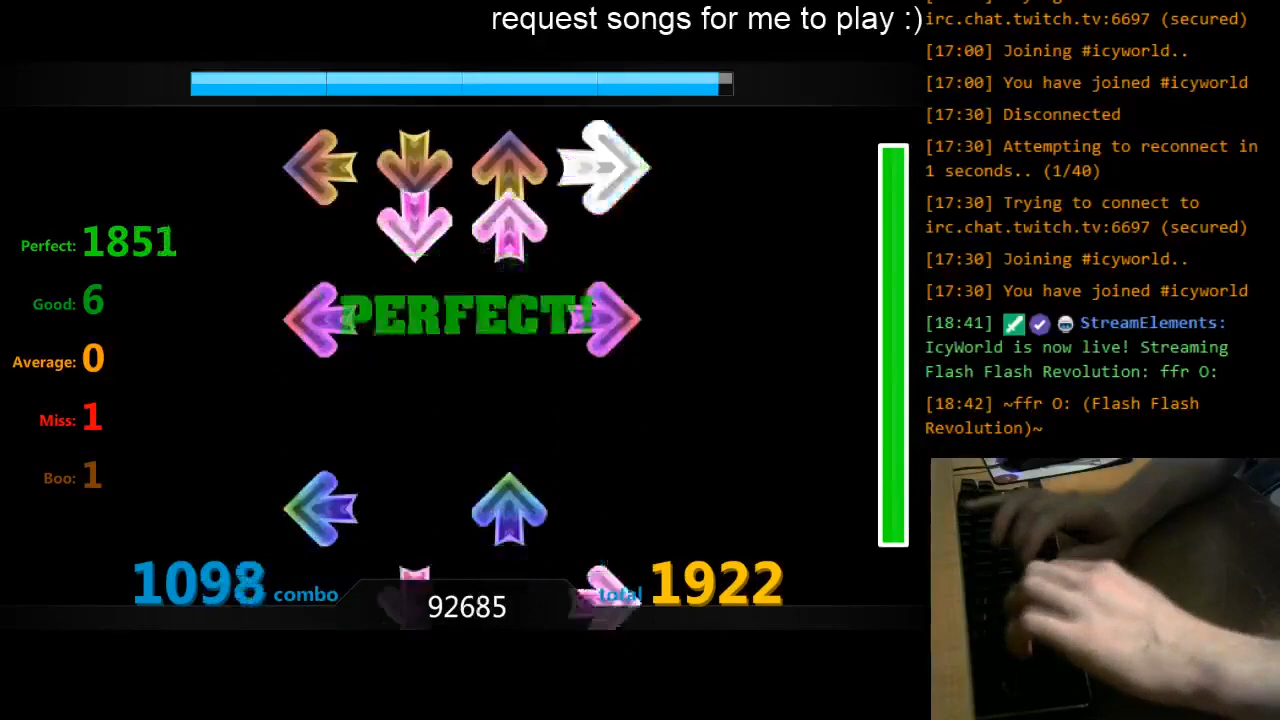 request songs for me to play :)
irc.chat.twitch.tv:6697 (secured)
[17:00] Joining #icyworld..
[17:00] You have joined #icyworld
[17:30] Disconnected
[17:30] Attempting to reconnect in
1 seconds.. (1/40)
[17:30] Trying to connect to
irc.chat.twitch.tv:6697 (secured)
[17:30] Joining #icyworld..
[17:30] You have joined #icyworld
[18:41] StreamElements:
IcyWorld is now live! Streaming
Flash Flash Revolution: ffr O:
[18:42] ~ffr O: (Flash Flash
Revolution)~
Perfect: 1851
Good: 6
Average: 0
Miss: 1
Boo: 1
PERFECT!
1098 combo
92685
total 1922